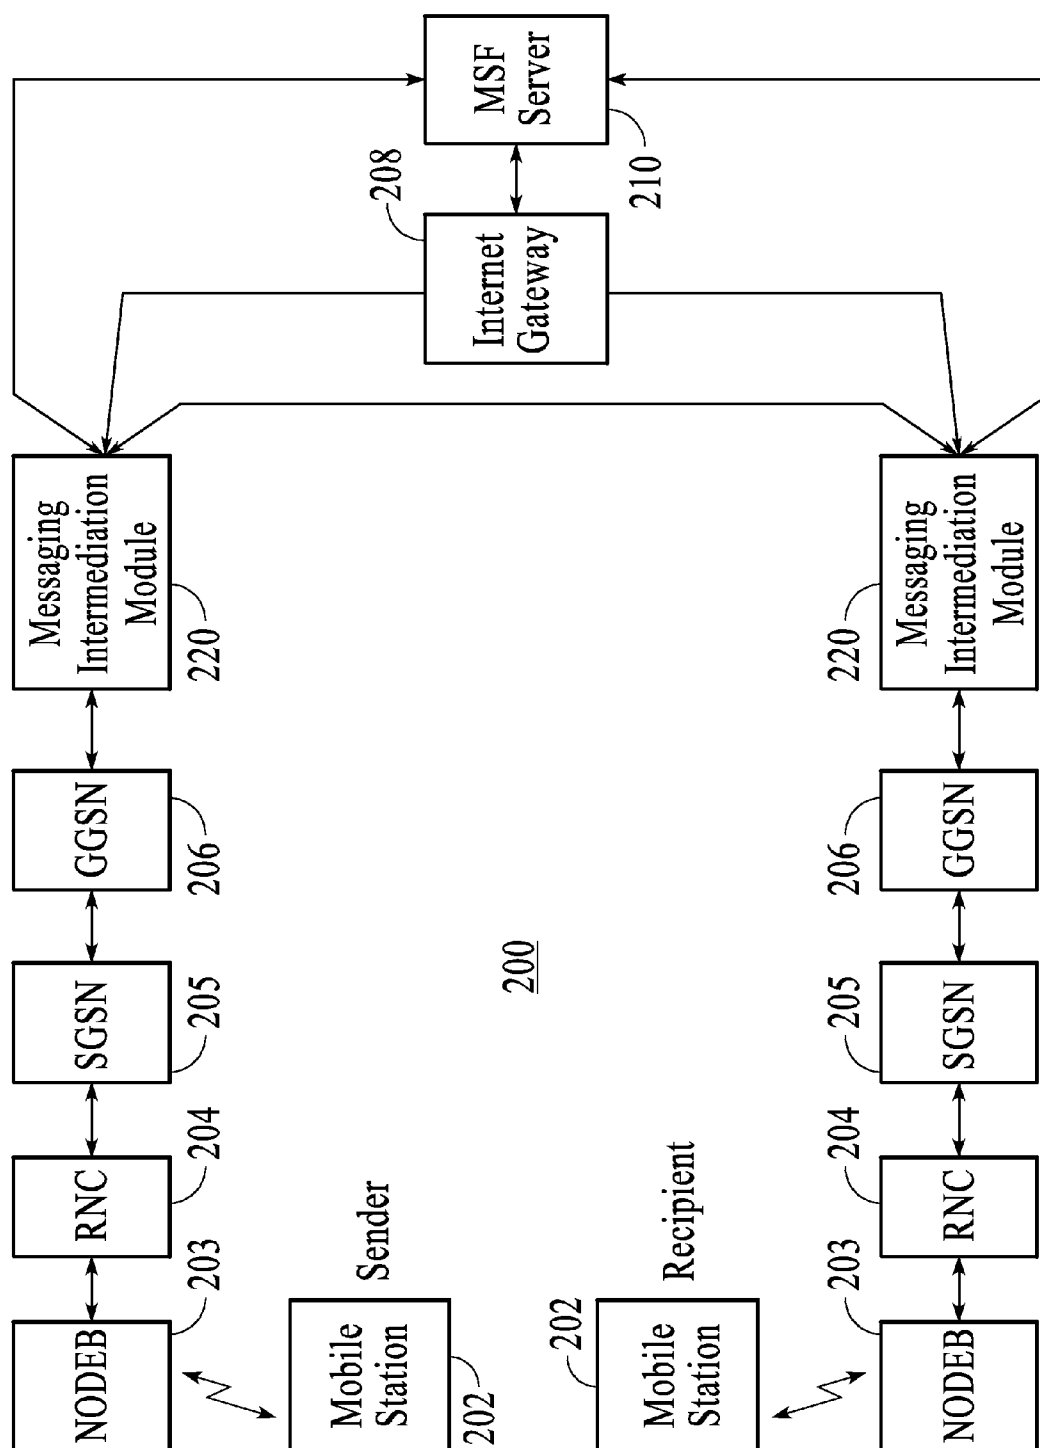 NODEB
203
RNC
204
SGSN
205
GGSN
206
Messaging
Intermediation
Module
220
Mobile
Station
202
Sender
200
208
Internet
Gateway
MSF
Server
210
202
Mobile
Station
Recipient
203
NODEB
204
RNC
205
SGSN
206
GGSN
220
Messaging
Intermediation
Module